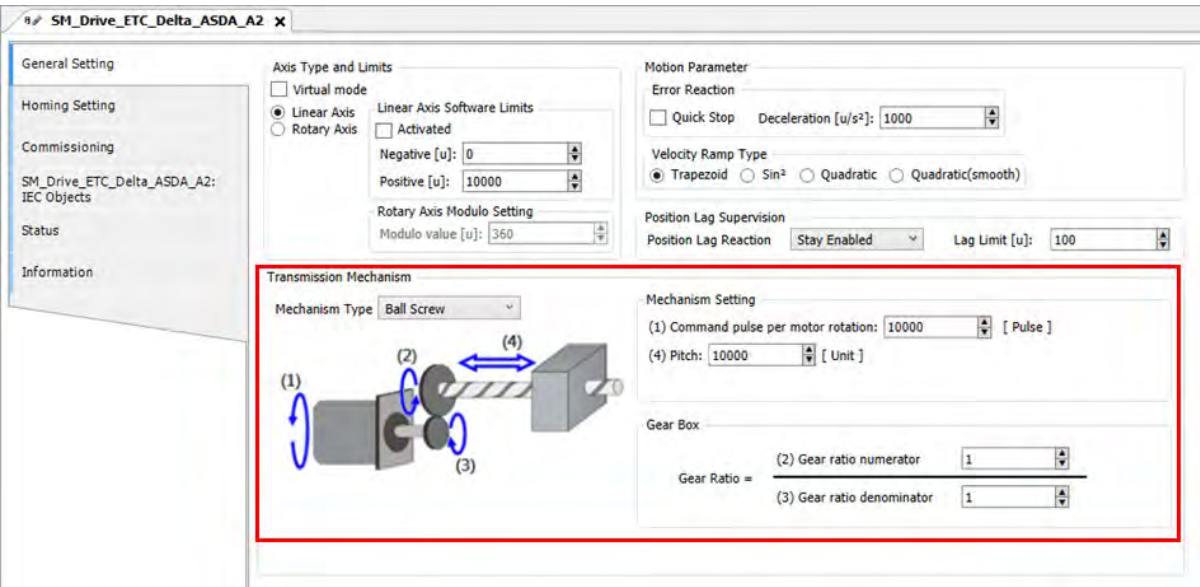 SM_Drive_ETC_Delta_ASDA_A2 X
General Setting
Homing Setting
Commissioning
SM_Drive_ETC_Delta_ASDA_A2:
IEC Objects
Status
Information
Axis Type and Limits
Virtual mode
Linear Axis
Rotary Axis
Linear Axis Software Limits
Activated
Negative [u]: 0
Positive [u]: 10000
Rotary Axis Modulo Setting
Modulo value [u]: 360
Motion Parameter
Error Reaction
Quick Stop Deceleration [u/s²]: 1000
Velocity Ramp Type
Trapezoid Sin² Quadratic Quadratic(smooth)
Position Lag Supervision
Position Lag Reaction Stay Enabled Lag Limit [u]: 100
Transmission Mechanism
Mechanism Type Ball Screw
(1)
(2)
(4)
(3)
Mechanism Setting
(1) Command pulse per motor rotation: 10000 [ Pulse ]
(4) Pitch: 10000 [ Unit ]
Gear Box
Gear Ratio =
(2) Gear ratio numerator 1
(3) Gear ratio denominator 1